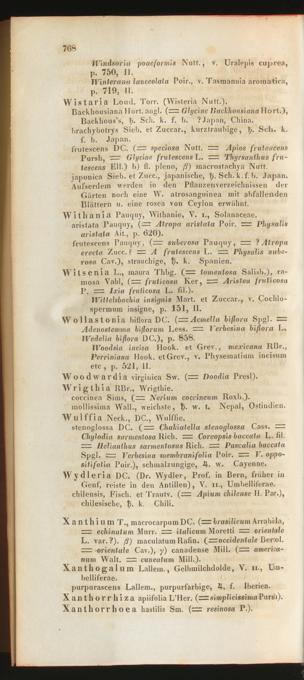 768
Windsoria poaeformis Nutt., v. Uralepis cuprea,
p. 750, II.
Winterana lanceolata Poir., v. Tasmannia aromatica,
p. 719, II.
Wistaria Loud. Torr. (Wisteria Nutt.).
Backhousiana Hort. angl. (= Glycine Backhousiana Hort.),
Backhous's, ♄. Sch. k. f. b. ?Japan, China.
brachybotrys Sieb. et Zuccar., kurztraubige, ♄. Sch. k.
f. b. Japan.
frutescens DC. (= speciosa Nutt. = Apios frutescens
Pursh, = Glycine frutescens L. = Thyrsanthus fru-
tescens Ell.) b) fl. pleno, β) macrostachya Nutt.
japonica Sieb. et Zucc., japanische, ♄. Sch. k. f. b. Japan.
Aufserdem werden in den Pflanzenverzeichnissen der
Gärten noch eine W. atrosanguinea mit abfallenden
Blättern u. eine rosea von Ceylon erwähnt.
Withania Pauquy, Withanie, V. I., Solanaceae.
aristata Pauquy, (= Atropa aristata Poir. = Physalis
aristata Ait., p. 620).
frutescens Pauquy, (= suberosa Pauquy, = ? Atropa
erecta Zucc.? = A frutescens L. = Physalis sube-
rosa Cav.), strauchige, ♄. k. Spanien.
Witsenia L., maura Thbg. (= tomentosa Salisb.), ra-
mosa Vahl, (= fruticosa Ker, = Aristea fruticosa
P. = Ixia fruticosa L. fil.).
Wittelsbachia insignis Mart. et Zuccar., v. Cochlo-
spermum insigne, p. 151, II.
Wollastonia biflora DC. (= Acmella biflora Spgl. =
Adenostemma biflorum Less. = Verbesina biflora L.
Wedelia biflora DC.), p. 858.
Woodsia incisa Hook. et Grev., mexicana RBr.,
Perriniana Hook. et Grev., v. Physematium incisum
etc., p. 521, II.
Woodwardia virginica Sw. (= Doodia Presl).
Wrigthia RBr., Wrigthie.
coccinea Sims, (= Nerium coccineum Roxb.).
mollissima Wall., weichste, ♄. w. t. Nepal, Ostindien.
Wulffia Neck., DC., Wulffie.
stenoglossa DC. (= Chakiatella stenoglossa Cass. =
Chylodia sarmentosa Rich. = Coreopsis baccata L. fil.
= Helianthus sarmentosus Rich. = Pascalia baccata
Spgl. = Verbesina membranifolia Poir. = V. oppo-
sitifolia Poir.), schmalzungige, ♃. w. Cayenne.
Wydleria DC. (Dr. Wydler, Prof. in Bern, früher in
Genf, reiste in den Antillen), V. II., Umbelliferae.
chilensis, Fisch. et Trautv. (= Apium chilense H. Par.),
chilesische, ♄. k. Chili.
Xanthium T., macrocarpum DC. (= brasilicum Arrabida,
= echinatum Murr. = italicum Moretti = orientale
L. var.?). β) maculatum Rafin. (= occidentale Bertol.
= orientale Cav.), γ) canadense Mill. (= america-
num Walt. = cuneatum Mill.).
Xanthogalum Lallem., Gelbmilchdolde, V. II., Um-
belliferae.
purpurascens Lallem., purpurfarbige, ♃. f. Iberien.
Xanthorrhiza apiifolia L'Her. (= simplicissima Pursh).
Xanthorrhoea hastilis Sm. (= resinosa P.).